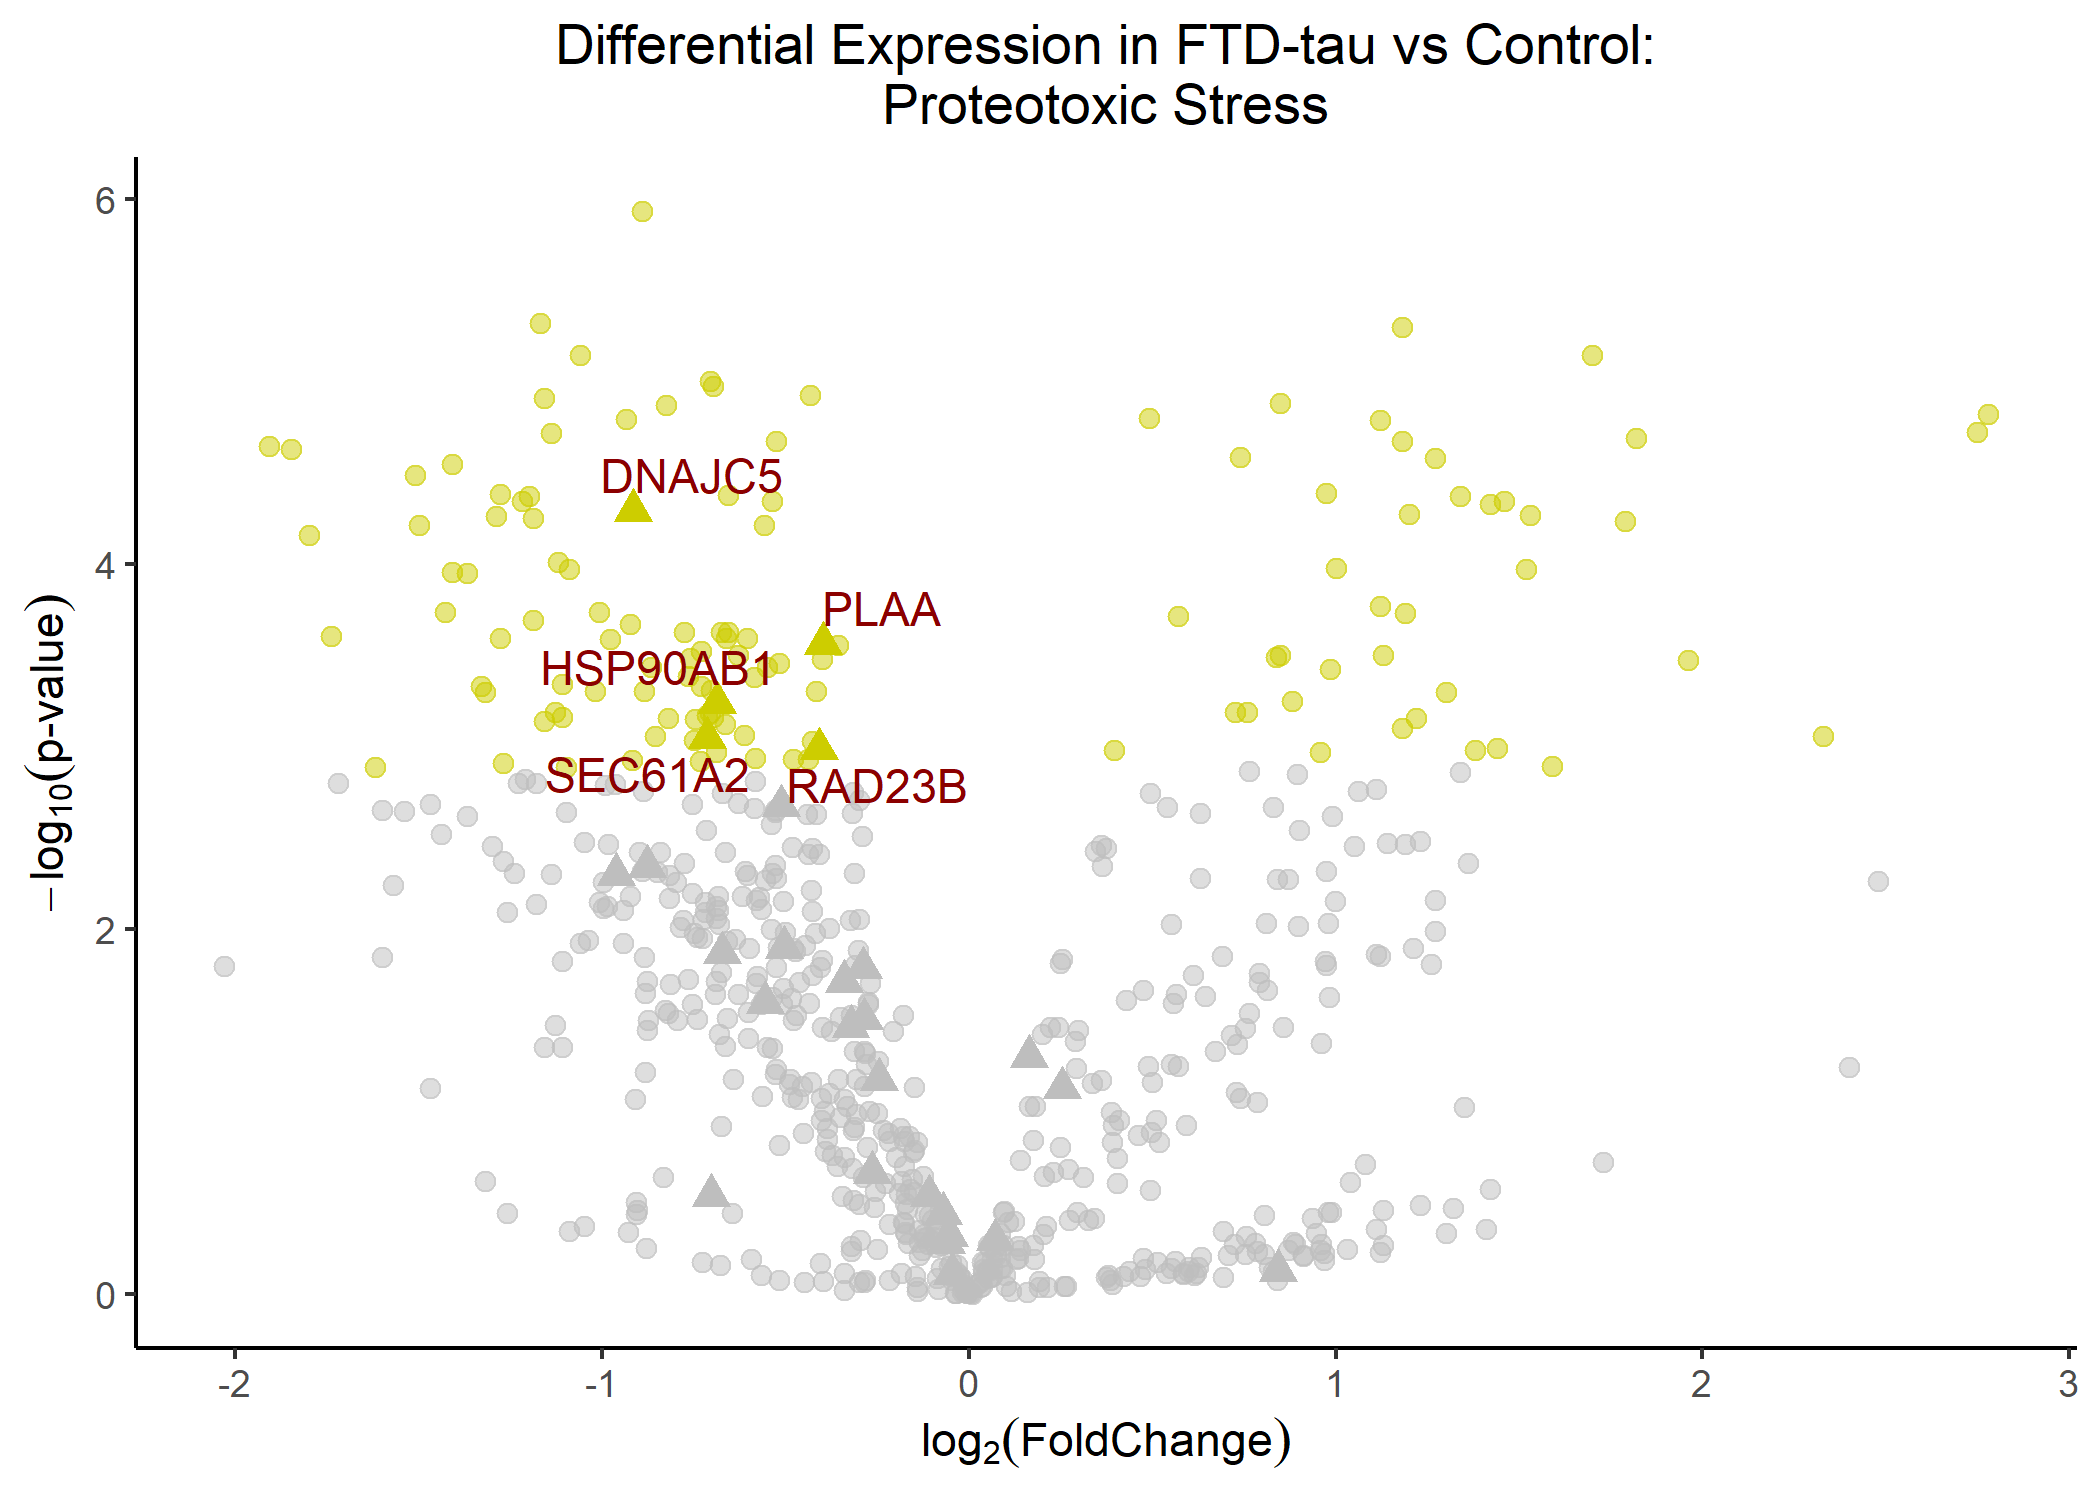 Differential Expression in FTD-tau vs Control:
Proteotoxic Stress
6
4
2
0
−log10(p-value)
DNAJC5
PLAA
HSP90AB1
SEC61A2
RAD23B
-2
-1
0
1
2
3
log2(FoldChange)